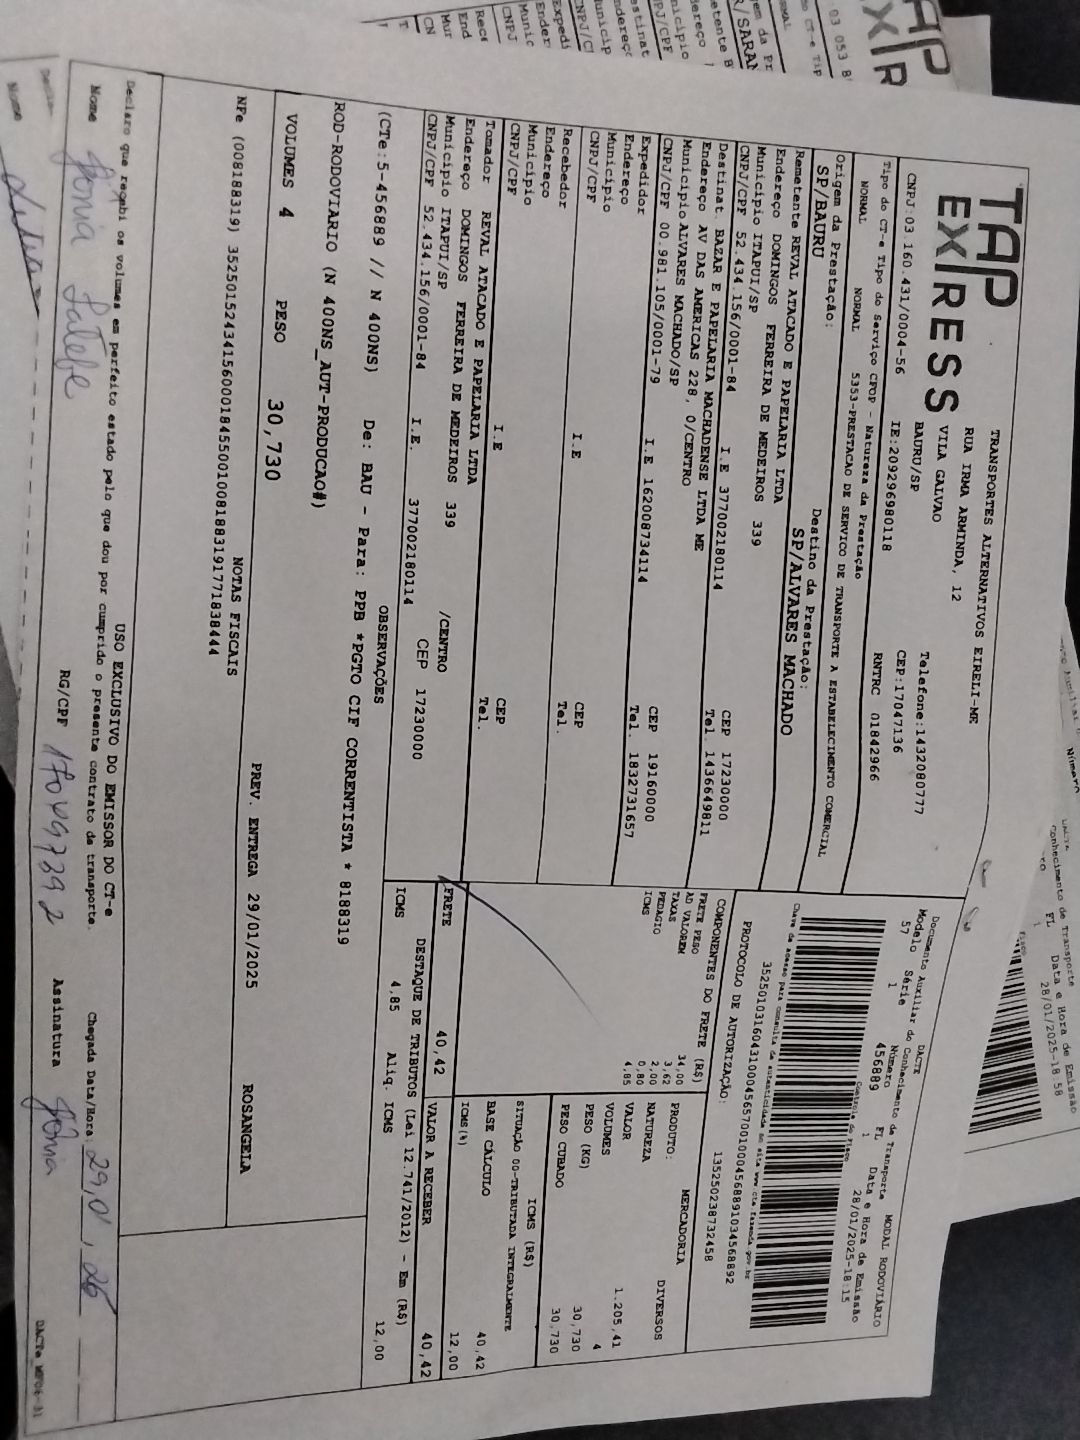 TAP
EXPRESS
TRANSPORTES ALTERNATIVOS EIRELI-ME
RUA IRMA ARMINDA, 12
VILA GALVAO
BAURU/SP
Telefone:1432080777
CEP:17047136
CNPJ:03.160.431/0004-56 IE:209296980118 RNTRC 01842966
Tipo do CT-e Tipo do Serviço CFOP - Natureza da Prestação
NORMAL NORMAL 5353-PRESTACAO DE SERVICO DE TRANSPORTE A ESTABELECIMENTO COMERCIAL
Origem da Prestação: Destino da Prestação:
SP/BAURU SP/ALVARES MACHADO
Remetente REVAL ATACADO E PAPELARIA LTDA
Endereço DOMINGOS FERREIRA DE MEDEIROS 339
Municipio ITAPUI/SP CEP 17230000
CNPJ/CPF 52.434.156/0001-84 I.E 377002180114 Tel. 1436649811
Destinat. BAZAR E PAPELARIA MACHADENSE LTDA ME
Endereço AV DAS AMERICAS 228, 0/CENTRO
Municipio ALVARES MACHADO/SP CEP 19160000
CNPJ/CPF 00.981.105/0001-79 I.E 162008734114 Tel. 1832731657
Expedidor
Endereço
Municipio CEP
CNPJ/CPF I.E Tel.
Recebedor
Endereço
Municipio CEP
CNPJ/CPF I.E Tel.
Tomador REVAL ATACADO E PAPELARIA LTDA
Endereço DOMINGOS FERREIRA DE MEDEIROS 339 /CENTRO
Municipio ITAPUI/SP CEP 17230000
CNPJ/CPF 52.434.156/0001-84 I.E. 377002180114
DACTE MODAL RODOVIÁRIO
Documento Auxiliar do Conhecimento de Transporte
Modelo Série Número FL Data e Hora de Emissão
57 1 456889 1 28/01/2025-18:15
Controle do Fisco
Chave de acesso para consulta de autenticidade no site www.cte.fazenda.gov.br
PROTOCOLO DE AUTORIZAÇÃO: 135250238732458
COMPONENTES DO FRETE (R$)
FRETE PESO 34,00
AD VALOREM 3,62
TAXAS 2,00
PEDAGIO 0,80
ICMS 4,85
MERCADORIA
PRODUTO: DIVERSOS
NATUREZA
VALOR 1.205,41
VOLUMES 4
PESO (KG) 30,730
PESO CUBADO 30,730
ICMS (R$)
SITUAÇÃO 00-TRIBUTADA INTEGRALMENTE
BASE CÁLCULO 40,42
ICMS(%) 12,00
FRETE 40,42 VALOR A RECEBER 40,42
DESTAQUE DE TRIBUTOS (Lei 12.741/2012) - Em (R$)
ICMS 4,85 Aliq. ICMS 12,00
OBSERVAÇÕES
(CTe:5-456889 // N 400NS) De: BAU - Para: PPB *PGTO CIF CORRENTISTA * 8188319
ROD-RODOVIARIO (N 400NS_AUT-PRODUCAO#)
VOLUMES 4 PESO 30,730 PREV. ENTREGA 29/01/2025 ROSANGELA
NOTAS FISCAIS
USO EXCLUSIVO DO EMISSOR DO CT-e
Declaro que recebi os volumes em perfeito estado pelo que dou por cumprido o presente contrato de transporte.
Nome RG/CPF Assinatura Chegada Data/Hora:
Nome
Conhecimento de Transporte
FL Data e Hora de Emissão
1 28/01/2025-18:58